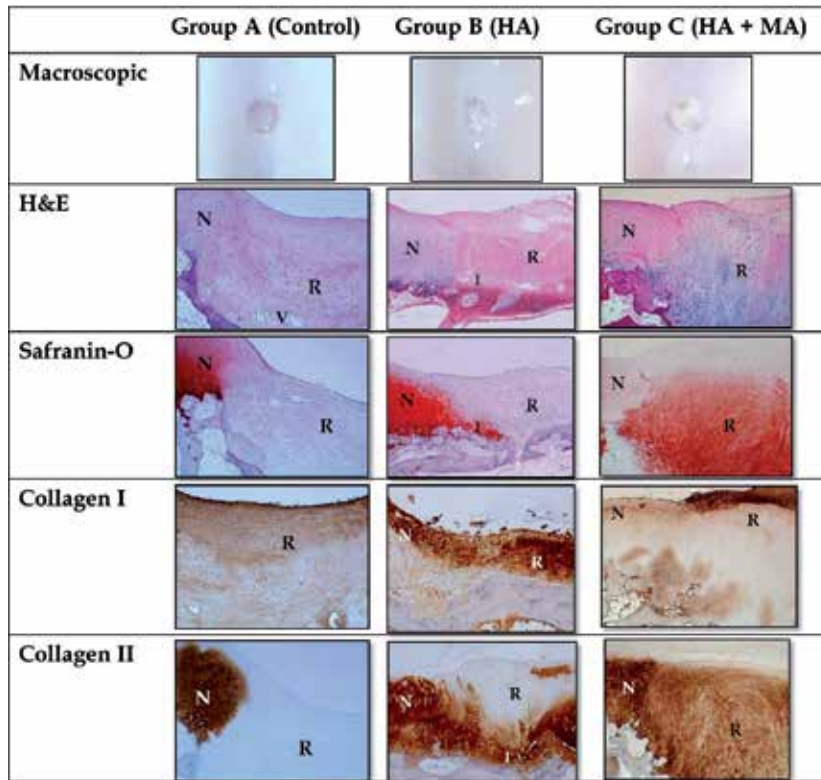 Group A (Control) Group B (HA) Group C (HA + MA)
Macroscopic
H&E
N R V
N R I
N R
Safranin-O
N R
N R I
N R
Collagen I
R
N R
N R
Collagen II
N R
N R I
N R